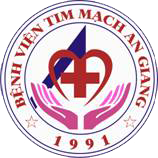 BỆNH VIỆN TIM MẠCH AN GIANG
1991